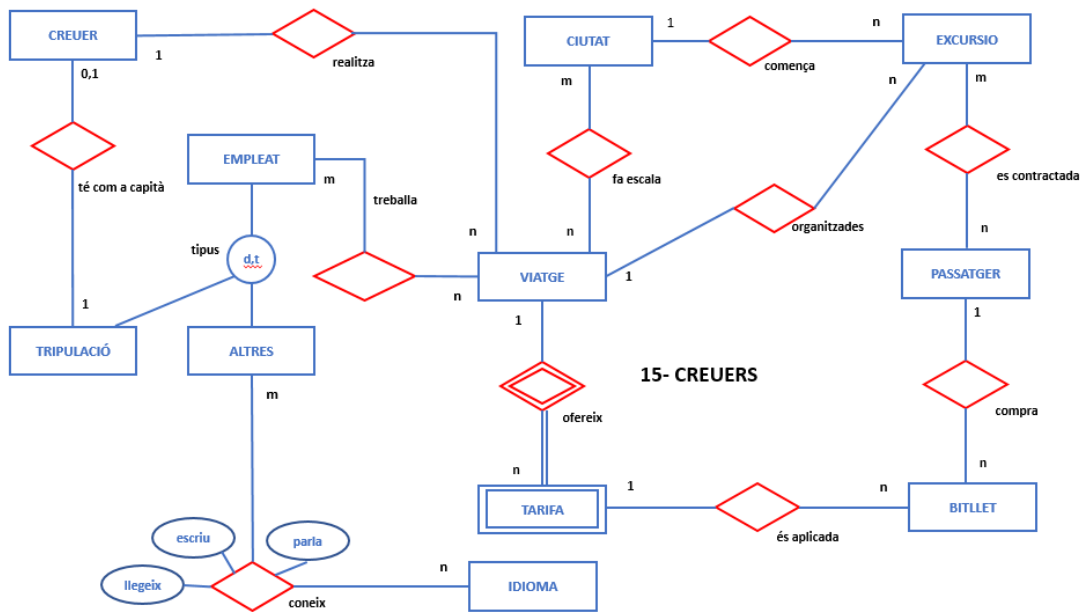 CREUER
1
realitza
CIUTAT
1
comença
n
EXCURSIO
0,1
m
n
m
té com a capità
EMPLEAT
m
treballa
fa escala
es contractada
tipus
d,t
n
n
organitzades
n
1
n
VIATGE
1
PASSATGER
TRIPULACIÓ
ALTRES
1
1
m
15- CREUERS
ofereix
compra
n
1
n
n
TARIFA
és aplicada
BITLLET
escriu
parla
llegeix
coneix
n
IDIOMA